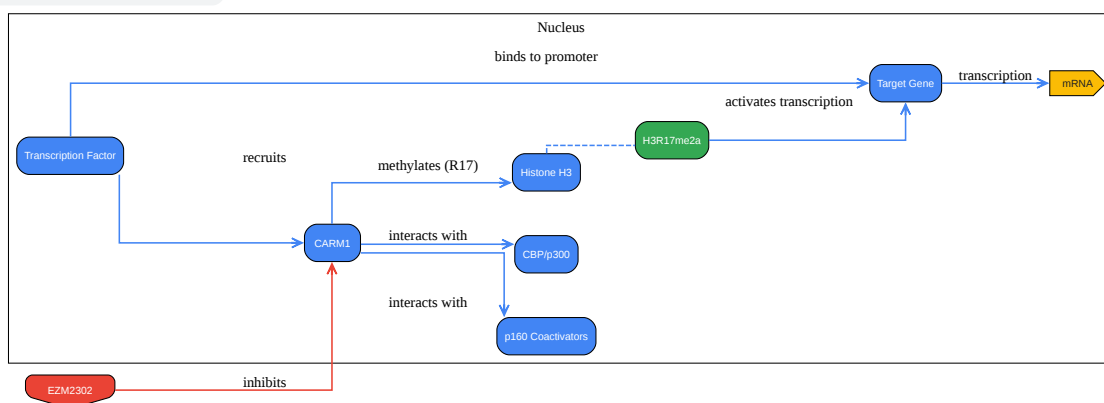 Nucleus
binds to promoter
Target Gene
transcription
mRNA
activates transcription
H3R17me2a
Transcription Factor
recruits
methylates (R17)
Histone H3
CARM1
interacts with
CBP/p300
interacts with
p160 Coactivators
EZM2302
inhibits